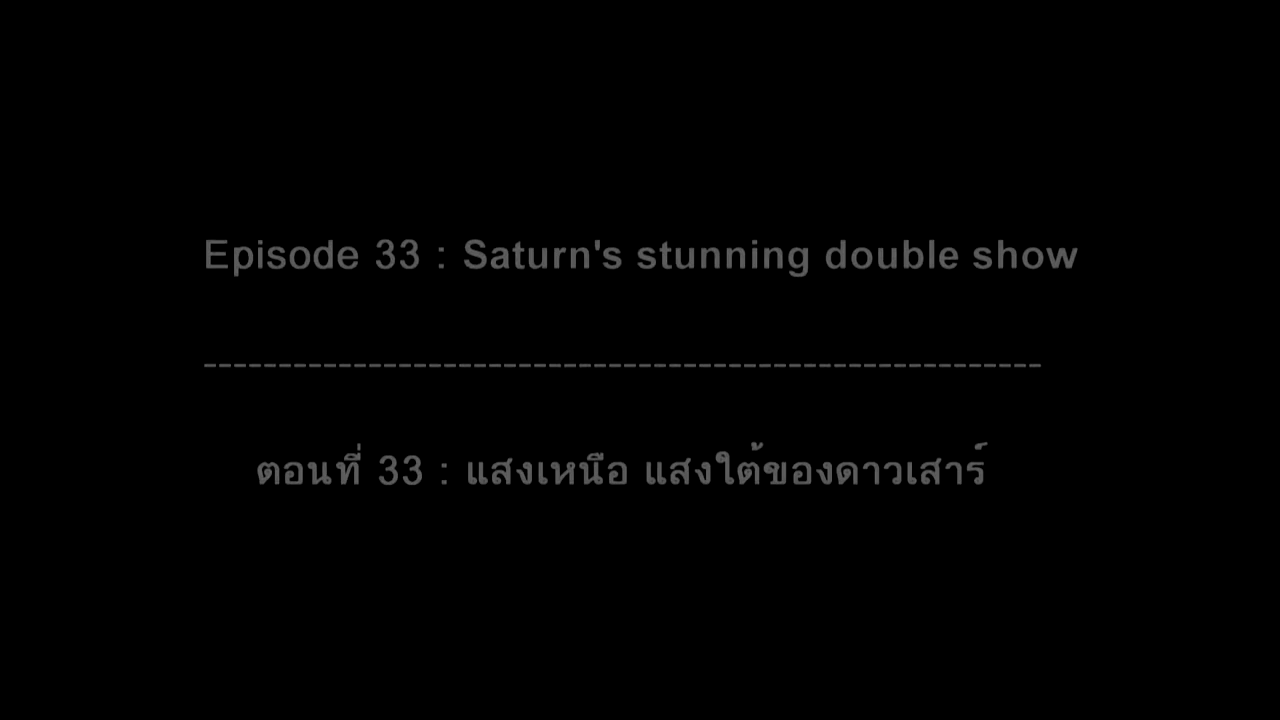 Episode 33 : Saturn's stunning double show
--------------------------------------------------------
ตอนที่ 33 : แสงเหนือ แสงใต้ของดาวเสาร์